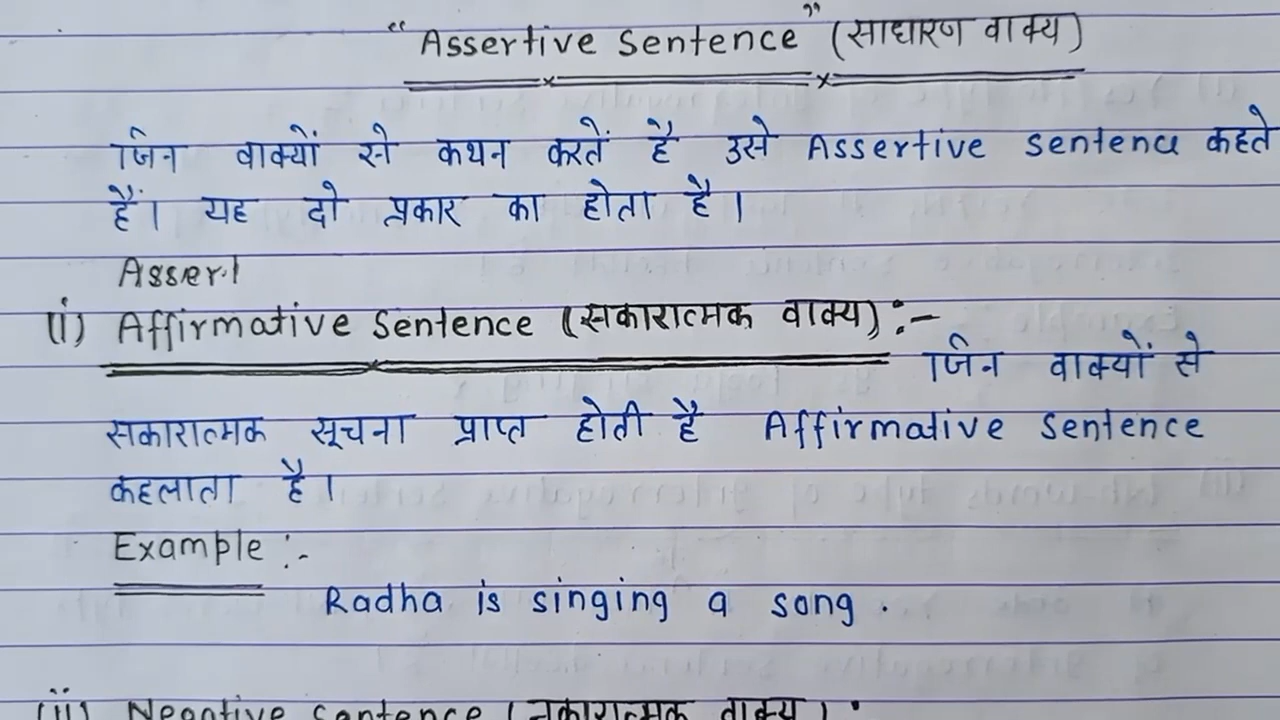 "Assertive Sentence" (साधारण वाक्य)
जिन वाक्यों से कथन करतें है उसे Assertive Sentence कहते
हैं। यह दो प्रकार का होता है।
Assert
(i) Affirmative Sentence (सकारात्मक वाक्य) :-
जिन वाक्यों से
सकारात्मक सूचना प्राप्त होती है Affirmative Sentence
कहलाता है।
Example :-
Radha is singing a song.
(ii) Negative Sentence (नकारात्मक वाक्य) :